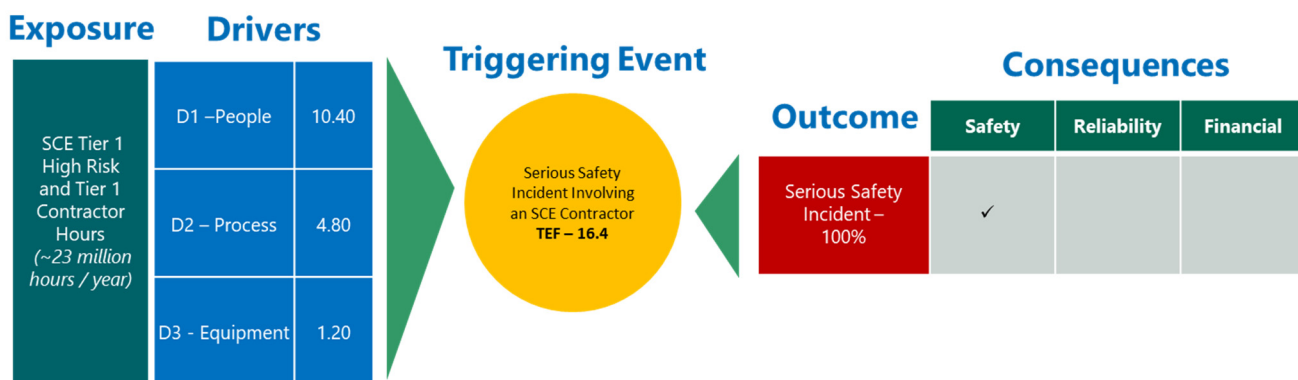 Exposure
Drivers
Triggering Event
Consequences
SCE Tier 1
High Risk
and Tier 1
Contractor
Hours
(~23 million
hours / year)
D1 –People
10.40
D2 – Process
4.80
D3 - Equipment
1.20
Serious Safety
Incident Involving
an SCE Contractor
TEF – 16.4
Outcome
Safety
Reliability
Financial
Serious Safety
Incident –
100%
✓